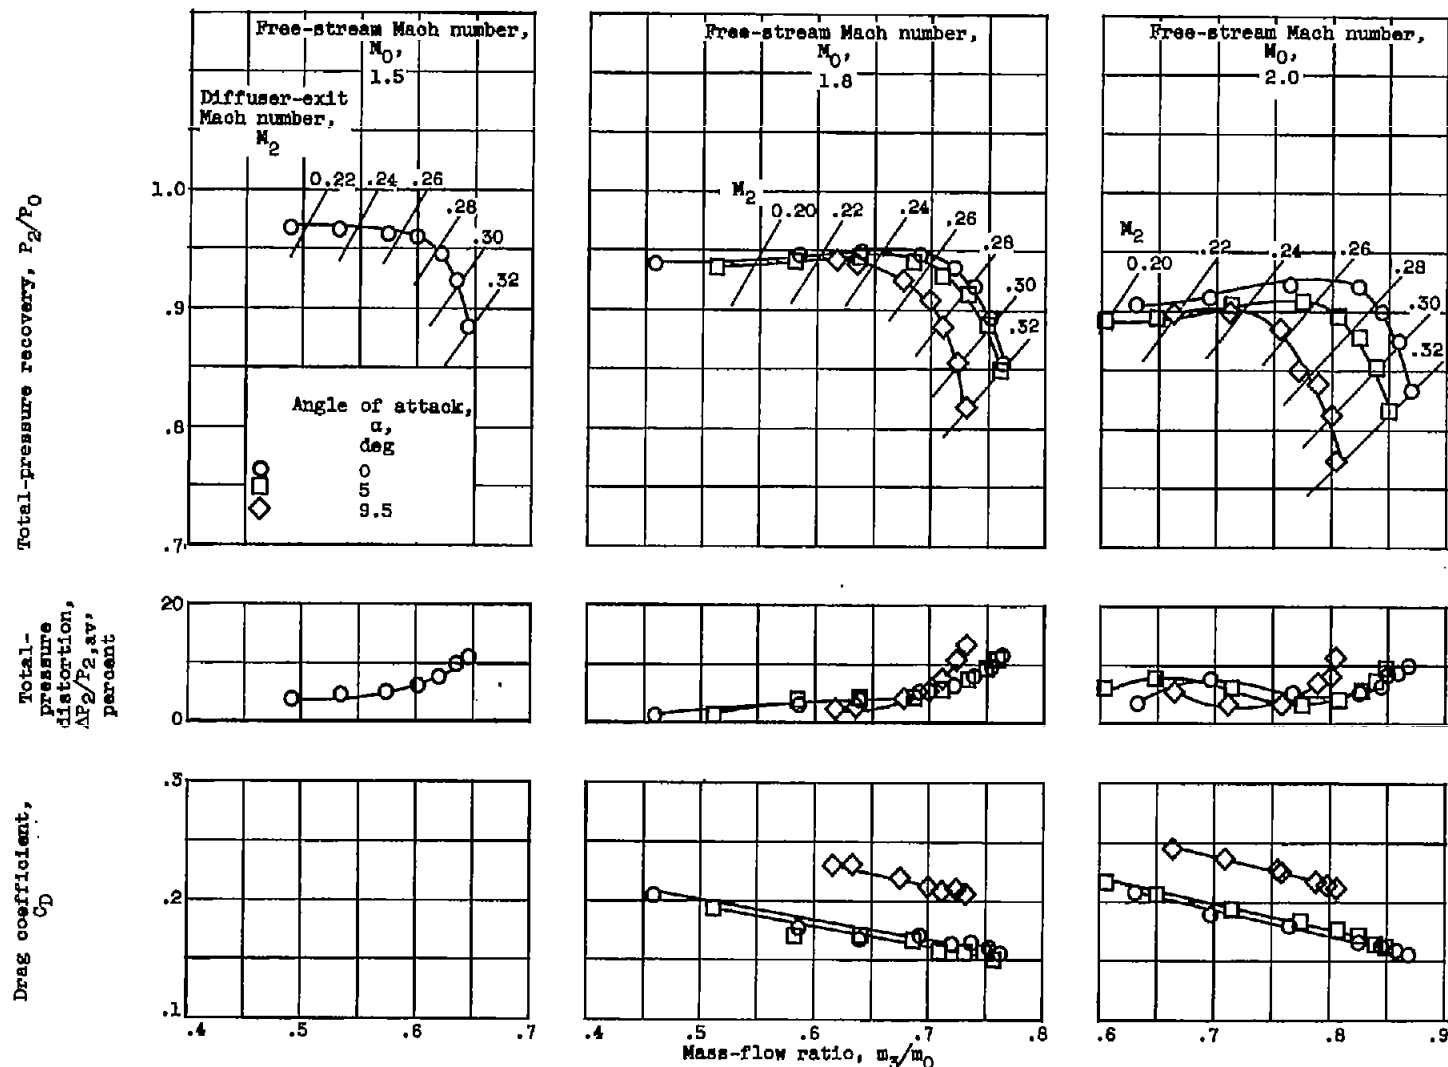 Free-stream Mach number,
M0,
1.5
Free-stream Mach number,
M0,
1.8
Free-stream Mach number,
M0,
2.0
Diffuser-exit
Mach number,
M2
0.22 .24 .26
.28
.30
.32
M2
0.20 .22 .24
.26
.28
.30
.32
M2
0.20 .22 .24 .26
.28
.30
.32
Total-pressure recovery, P2/P0
1.0
.9
.8
.7
Angle of attack,
α,
deg
0
5
9.5
Total-
pressure
distortion,
ΔP2/P2,av,
percent
20
10
0
Drag coefficient,
CD
.3
.2
.1
.4 .5 .6 .7
.4 .5 .6 .7 .8
.6 .7 .8 .9
Mass-flow ratio, m3/m0